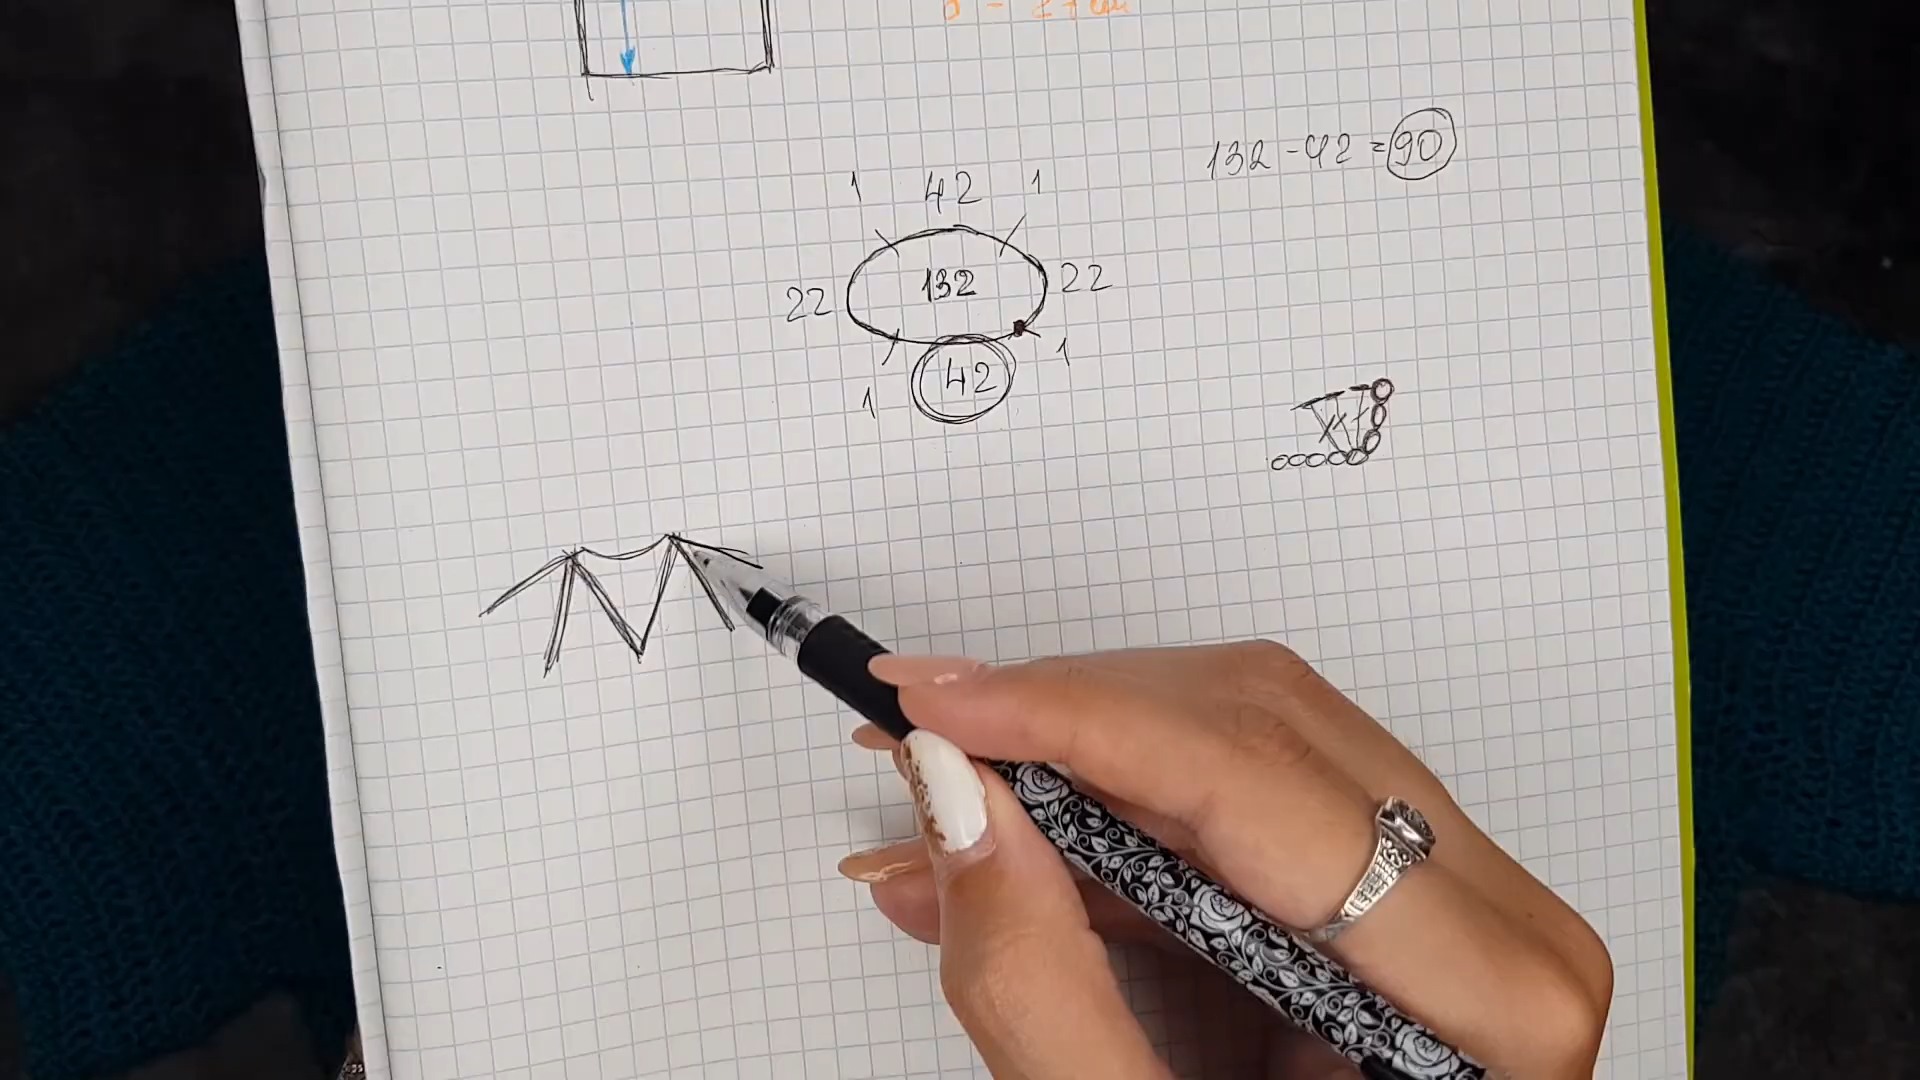 132 - 42 = 90
1 42 1
22 132 22
1 42 1